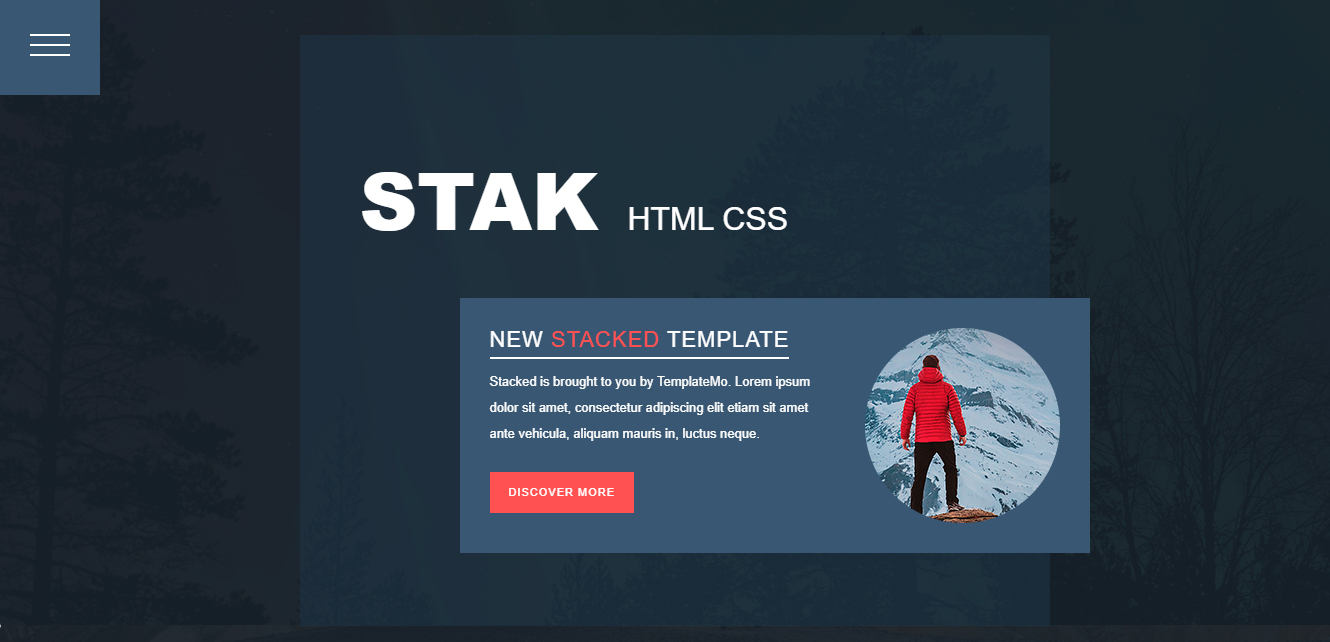 STAK HTML CSS
NEW STACKED TEMPLATE
Stacked is brought to you by TemplateMo. Lorem ipsum
dolor sit amet, consectetur adipiscing elit etiam sit amet
ante vehicula, aliquam mauris in, luctus neque.
DISCOVER MORE